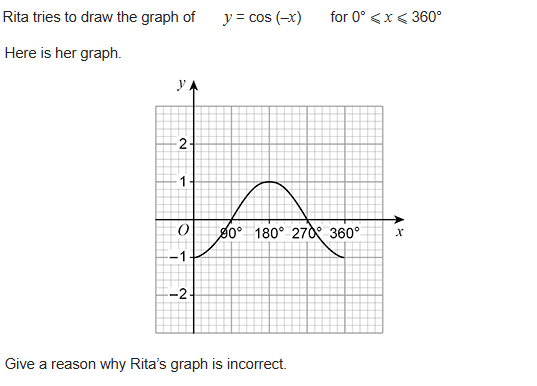 Rita tries to draw the graph of y = cos (–x) for 0° ⩽ x ⩽ 360°
Here is her graph.
y
2
1
O 90° 180° 270° 360° x
–1
–2
Give a reason why Rita’s graph is incorrect.